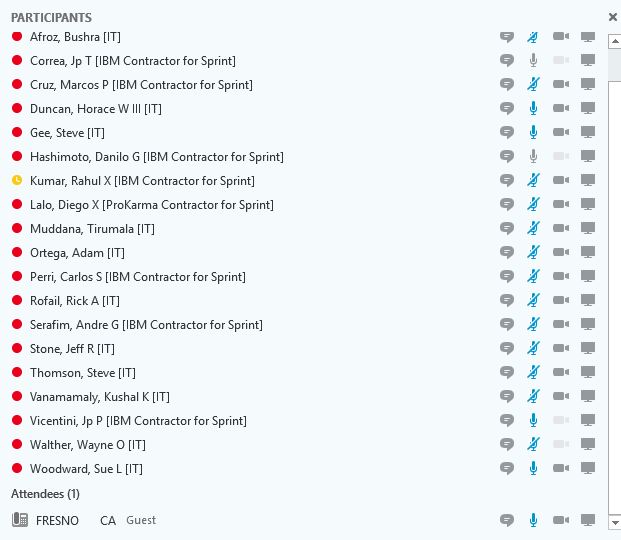 PARTICIPANTS
Afroz, Bushra [IT]
Correa, Jp T [IBM Contractor for Sprint]
Cruz, Marcos P [IBM Contractor for Sprint]
Duncan, Horace W III [IT]
Gee, Steve [IT]
Hashimoto, Danilo G [IBM Contractor for Sprint]
Kumar, Rahul X [IBM Contractor for Sprint]
Lalo, Diego X [ProKarma Contractor for Sprint]
Muddana, Tirumala [IT]
Ortega, Adam [IT]
Perri, Carlos S [IBM Contractor for Sprint]
Rofail, Rick A [IT]
Serafim, Andre G [IBM Contractor for Sprint]
Stone, Jeff R [IT]
Thomson, Steve [IT]
Vanamamaly, Kushal K [IT]
Vicentini, Jp P [IBM Contractor for Sprint]
Walther, Wayne O [IT]
Woodward, Sue L [IT]
Attendees (1)
FRESNO CA Guest